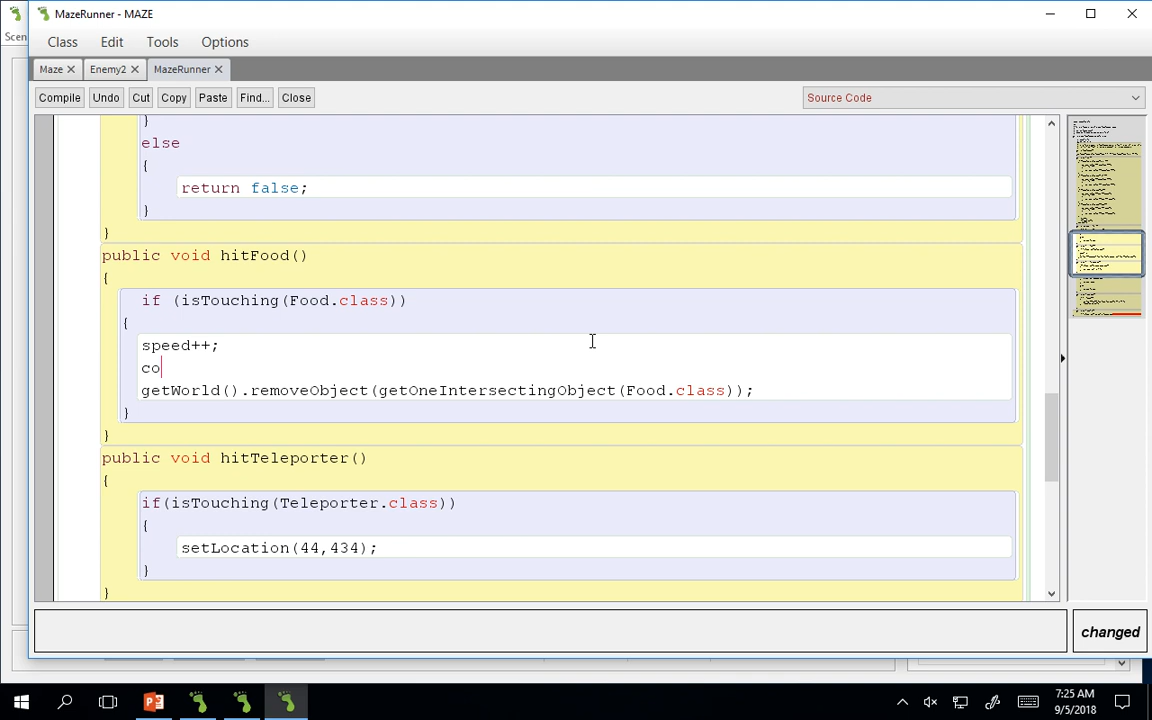 MazeRunner - MAZE
Scen
Class Edit Tools Options
Maze Enemy2 MazeRunner
Compile Undo Cut Copy Paste Find... Close Source Code
}
else
{
return false;
}
}
public void hitFood()
{
if (isTouching(Food.class))
{
speed++;
co
getWorld().removeObject(getOneIntersectingObject(Food.class));
}
}
public void hitTeleporter()
{
if(isTouching(Teleporter.class))
{
setLocation(44,434);
}
}
changed
7:25 AM
9/5/2018